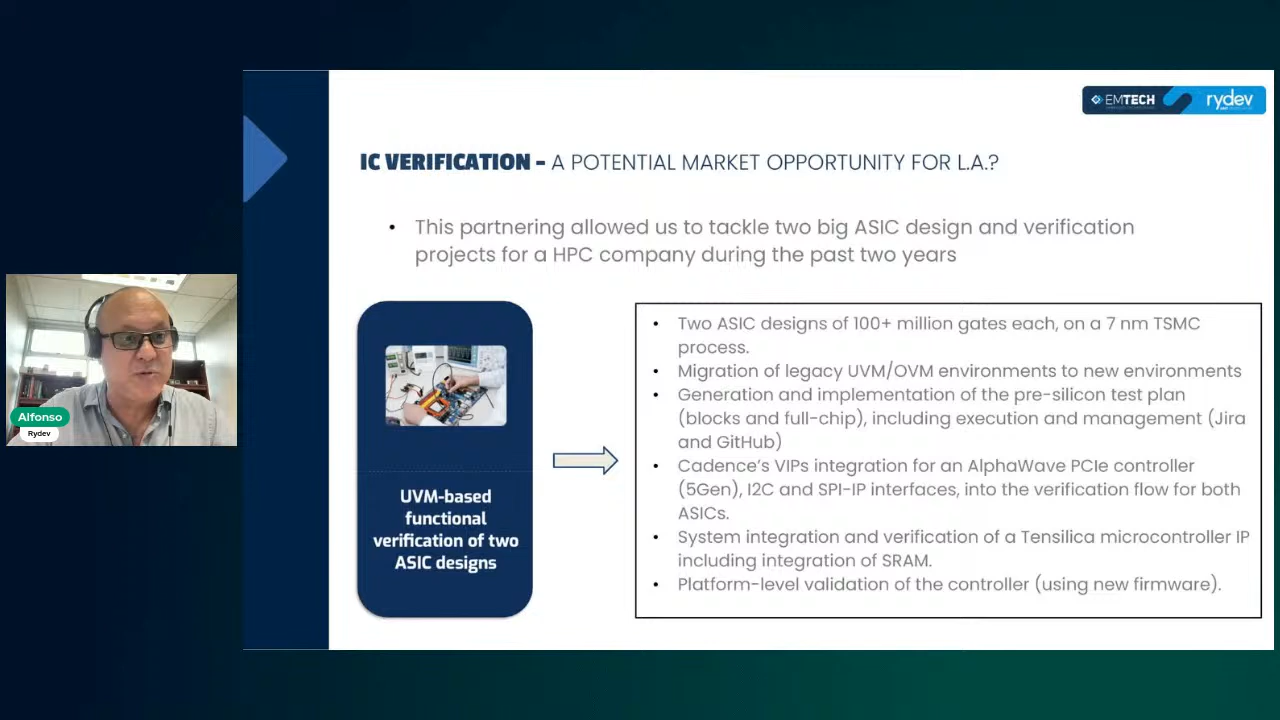 EMTECH
rydev
IC VERIFICATION - A POTENTIAL MARKET OPPORTUNITY FOR L.A.?
• This partnering allowed us to tackle two big ASIC design and verification
projects for a HPC company during the past two years
UVM-based
functional
verification of two
ASIC designs
• Two ASIC designs of 100+ million gates each, on a 7 nm TSMC
process.
• Migration of legacy UVM/OVM environments to new environments
• Generation and implementation of the pre-silicon test plan
(blocks and full-chip), including execution and management (Jira
and GitHub)
• Cadence's VIPs integration for an AlphaWave PCIe controller
(5Gen), I2C and SPI-IP interfaces, into the verification flow for both
ASICs.
• System integration and verification of a Tensilica microcontroller IP
including integration of SRAM.
• Platform-level validation of the controller (using new firmware).
Alfonso
Rydev